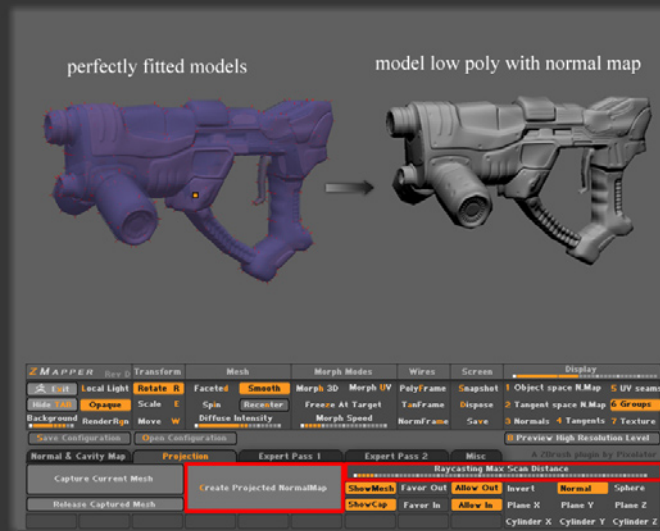 perfectly fitted models
model low poly with normal map
ZMAPPER Rev D Transform Mesh Morph Modes Wires Screen Display
Exit Local Light Rotate R Faceted Smooth Morph 3D Morph UV PolyFrame Snapshot 1 Object space N.Map 5 UV seams
Hide TAB Opaque Scale E Spin Recenter Freeze At Target TanFrame Dispose 2 Tangent space N.Map 6 Groups
Background RenderRgn Move W Diffuse Intensity Morph Speed NormFrame Save 3 Normals 4 Tangents 7 Texture
Save Configuration Open Configuration 8 Preview High Resolution Level
Normal & Cavity Map Projection Expert Pass 1 Expert Pass 2 Misc A ZBrush plugin by Pixolator
Capture Current Mesh Create Projected NormalMap Raycasting Max Scan Distance
ShowMesh Favor Out Allow Out Invert Normal Sphere
Release Captured Mesh ShowCap Favor In Allow In Plane X Plane Y Plane Z
Cylinder X Cylinder Y Cylinder Z